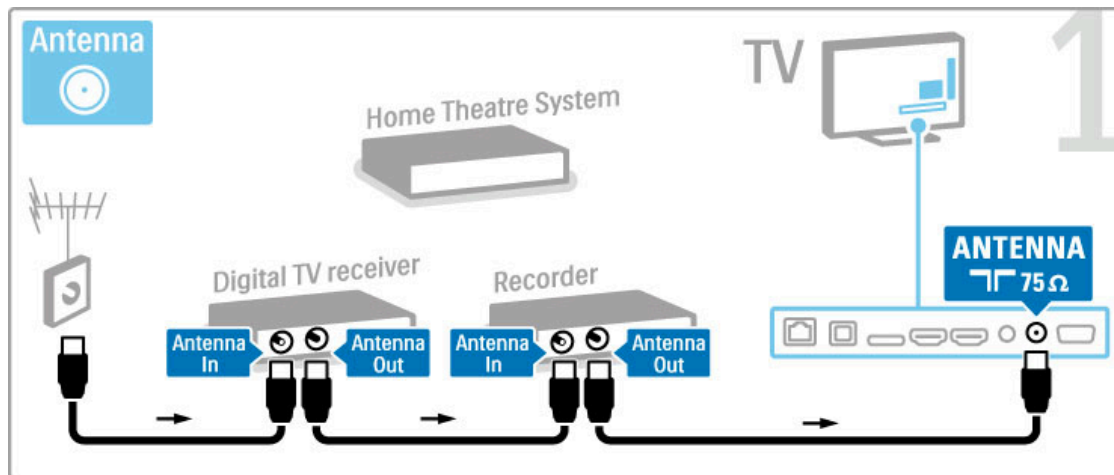 Antenna
TV
1
Home Theatre System
Digital TV receiver
Recorder
ANTENNA
75 Ω
Antenna
In
Antenna
Out
Antenna
In
Antenna
Out